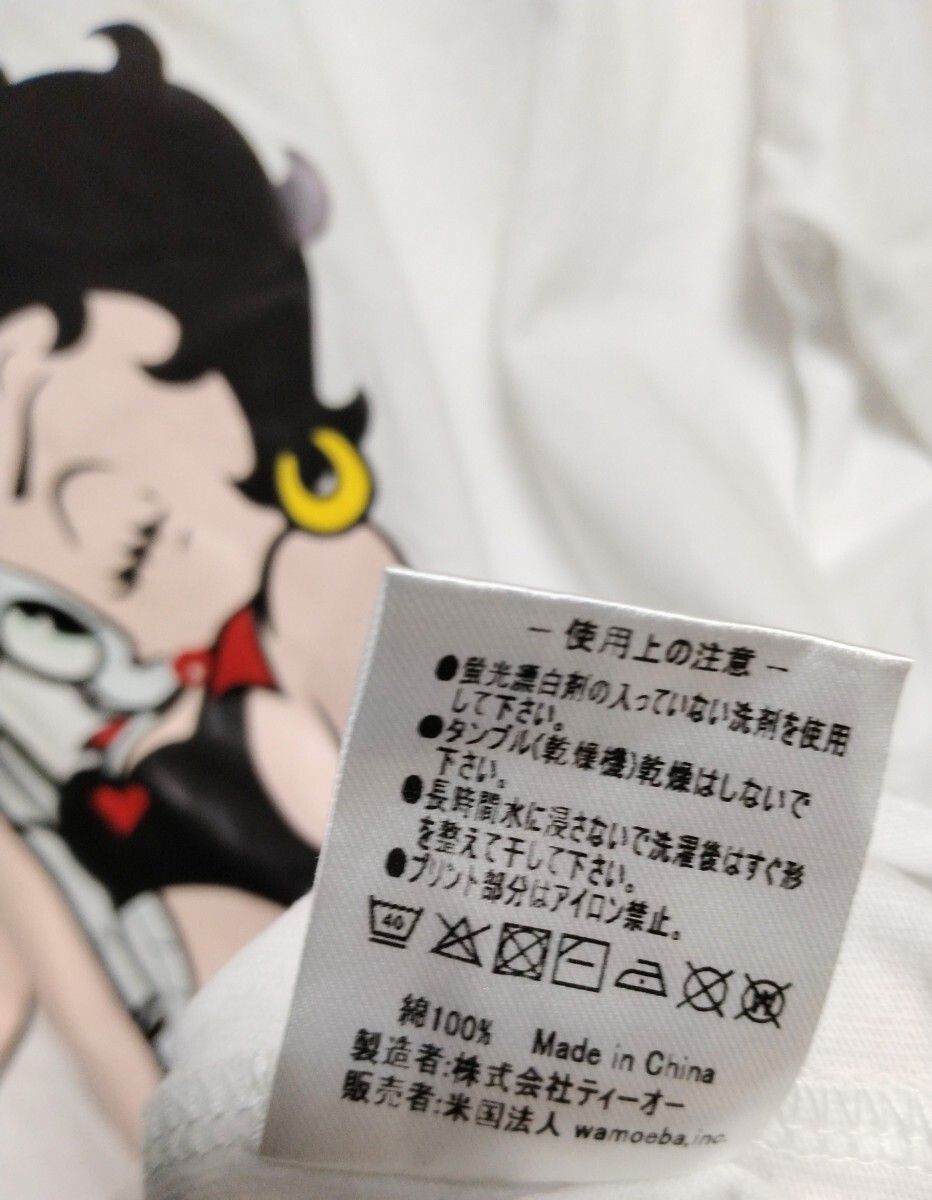 －使用上の注意－
●蛍光漂白剤の入っていない洗剤を使用
して下さい。
●タンブル(乾燥機)乾燥はしないで
下さい。
●長時間水に浸さないで洗濯後はすぐ形
を整えて干して下さい。
●プリント部分はアイロン禁止。
40
W
綿100% Made in China
製造者:株式会社ティーオー
販売者:米国法人 wamoeba,inc.